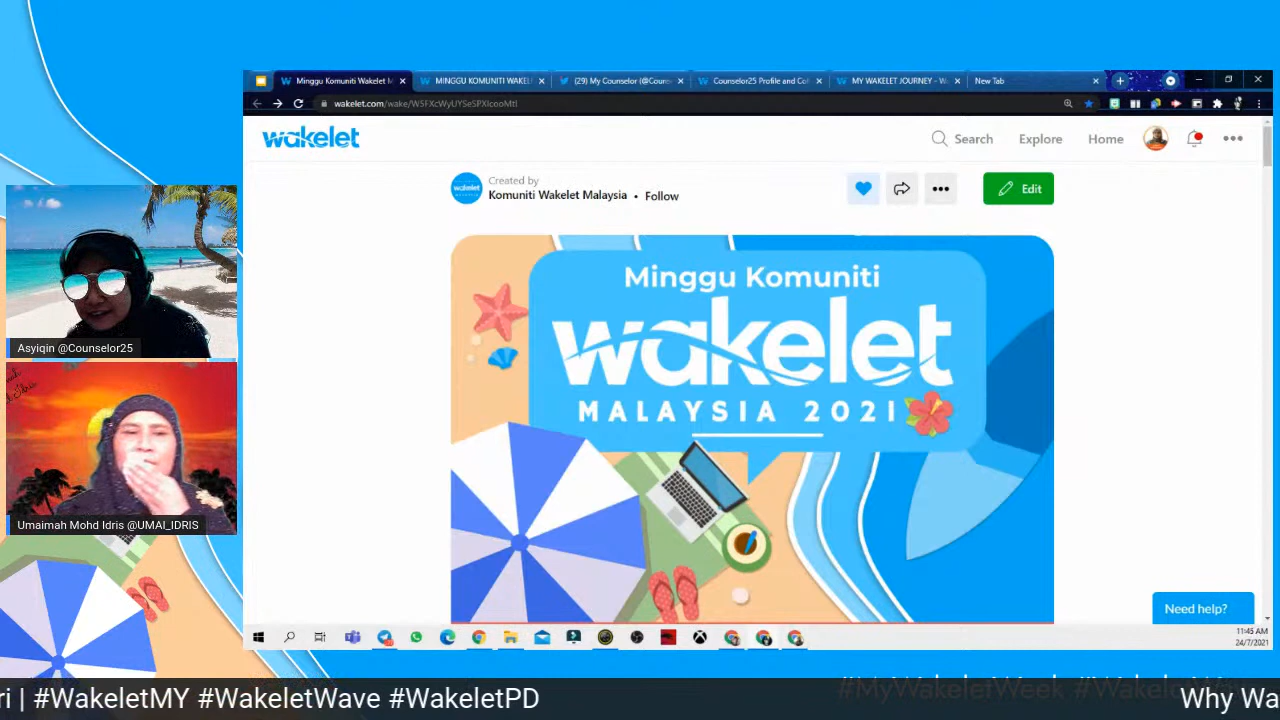 Minggu Komuniti Wakelet M
MINGGU KOMUNITI WAKEL
(29) My Counselor (@Coun
Counselor25 Profile and Col
MY WAKELET JOURNEY - W
New Tab
wakelet.com/wake/
wakelet
Search
Explore
Home
Created by
Komuniti Wakelet Malaysia • Follow
Edit
Minggu Komuniti
wakelet
MALAYSIA 2021
Asyiqin @Counselor25
Umaimah Mohd Idris @UMAI_IDRIS
Need help?
11:45 AM
24/7/2021
#MyWakeletWeek
ri | #WakeletMY #WakeletWave #WakeletPD
Why Wa